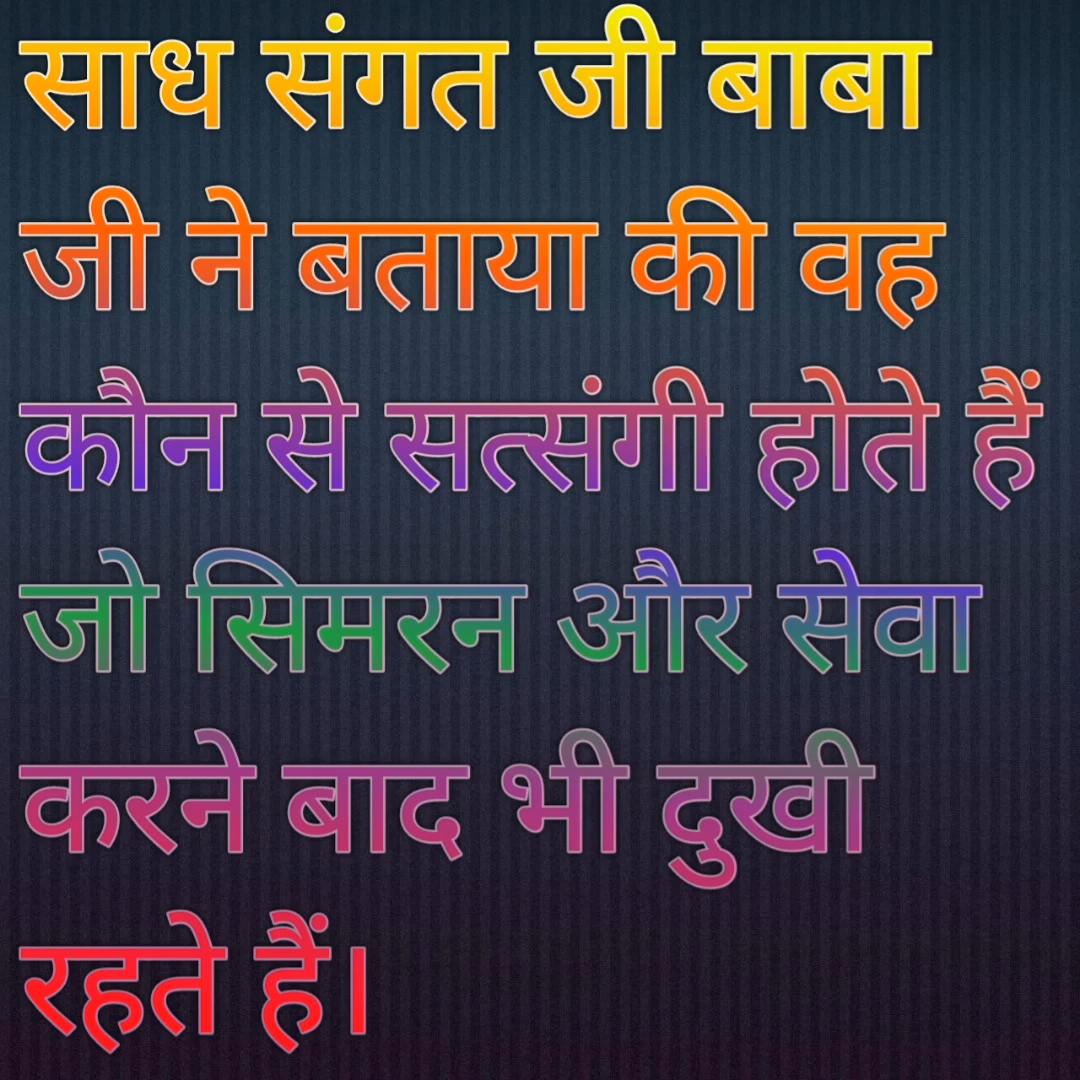 साध संगत जी बाबा
जी ने बताया की वह
कौन से सत्संगी होते हैं
जो सिमरन और सेवा
करने बाद भी दुखी
रहते हैं।